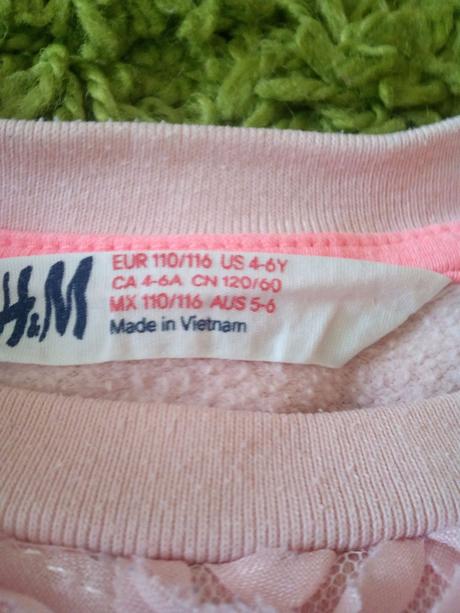 H&M
EUR 110/116 US 4-6Y
CA 4-6A CN 120/60
MX 110/116 AUS 5-6
Made in Vietnam